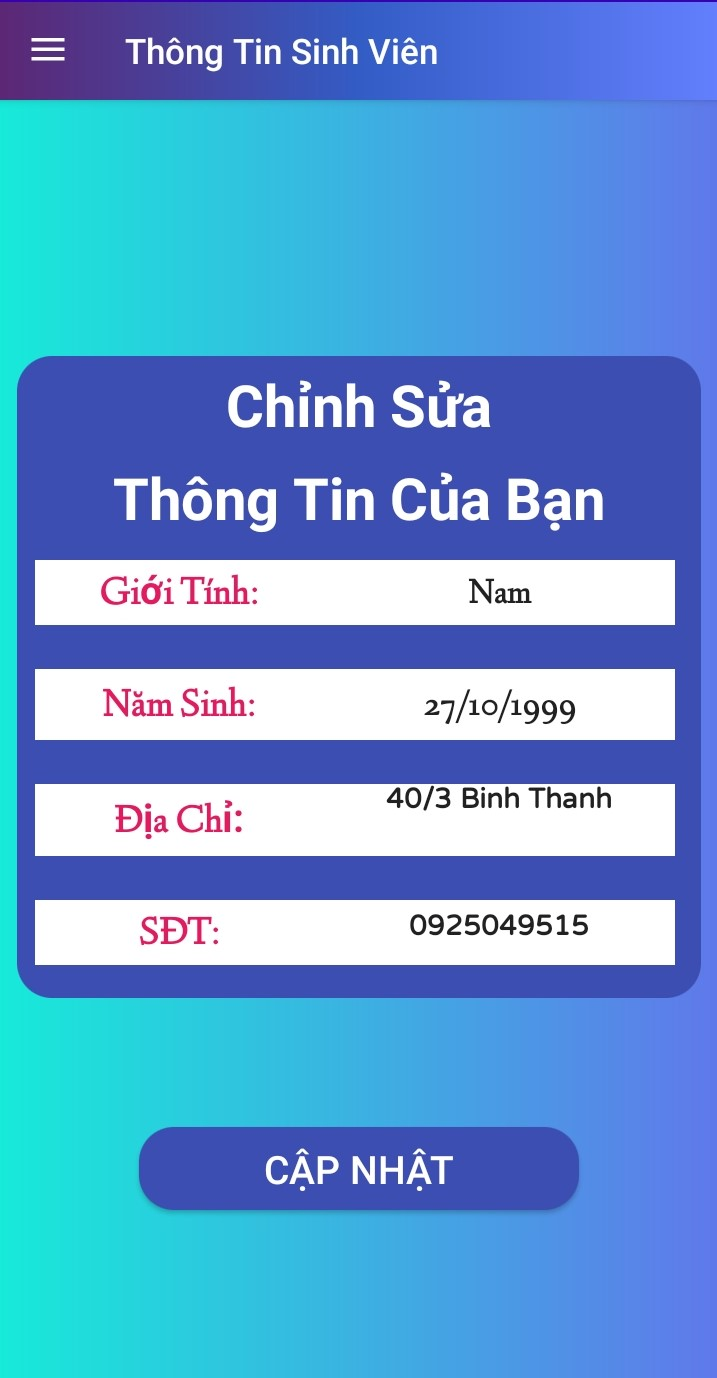 Thông Tin Sinh Viên
Chỉnh Sửa
Thông Tin Của Bạn
Giới Tính: Nam
Năm Sinh: 27/10/1999
Địa Chỉ: 40/3 Binh Thanh
SĐT: 0925049515
CẬP NHẬT